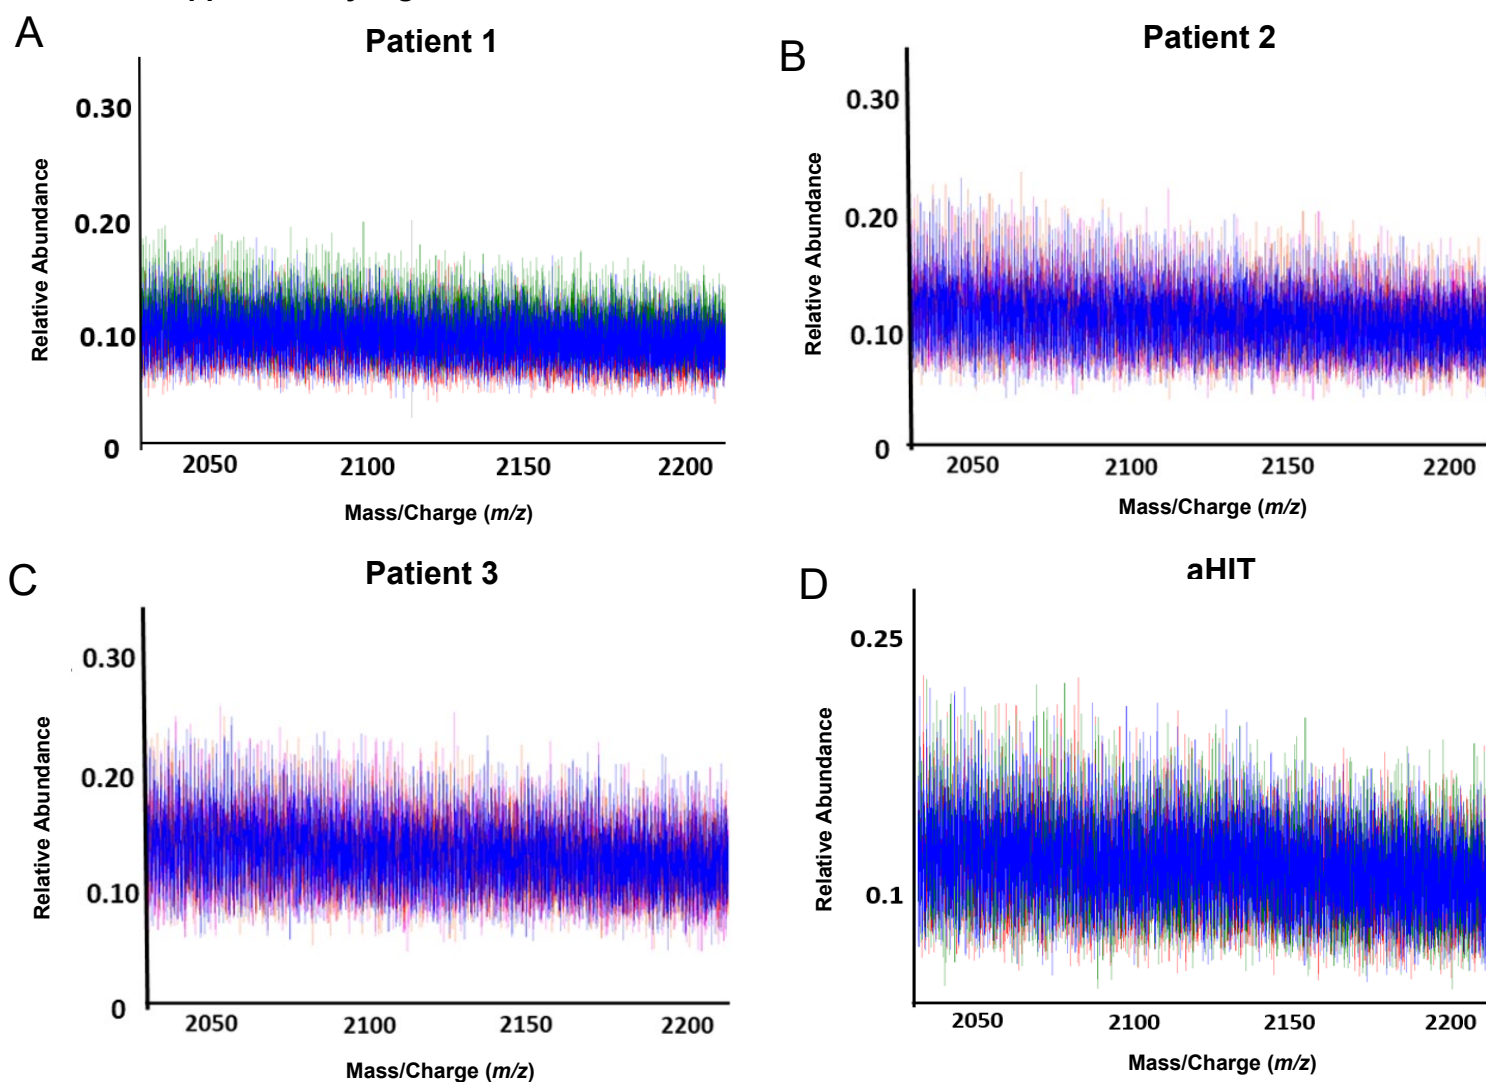 A
Patient 1
0.30
0.20
0.10
0
Relative Abundance
2050 2100 2150 2200
Mass/Charge (m/z)
B
Patient 2
0.30
0.20
0.10
0
Relative Abundance
2050 2100 2150 2200
Mass/Charge (m/z)
C
Patient 3
0.30
0.20
0.10
0
Relative Abundance
2050 2100 2150 2200
Mass/Charge (m/z)
D
aHIT
0.25
0.1
Relative Abundance
2050 2100 2150 2200
Mass/Charge (m/z)